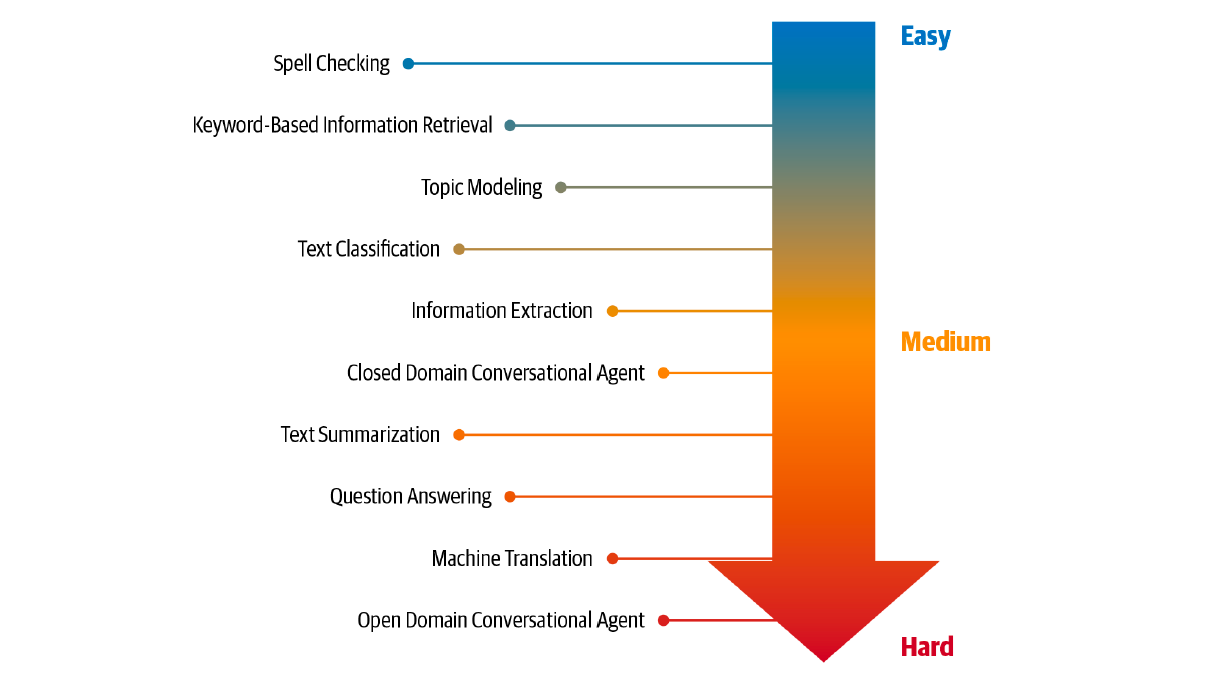 Easy
Spell Checking
Keyword-Based Information Retrieval
Topic Modeling
Text Classification
Information Extraction
Medium
Closed Domain Conversational Agent
Text Summarization
Question Answering
Machine Translation
Open Domain Conversational Agent
Hard